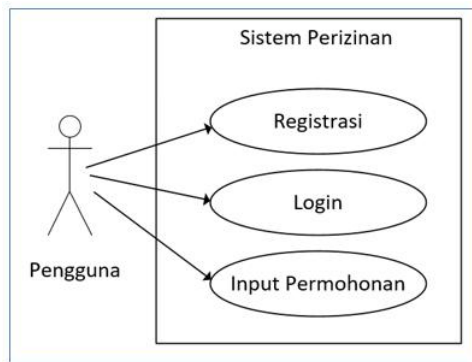 Sistem Perizinan
Registrasi
Login
Input Permohonan
Pengguna